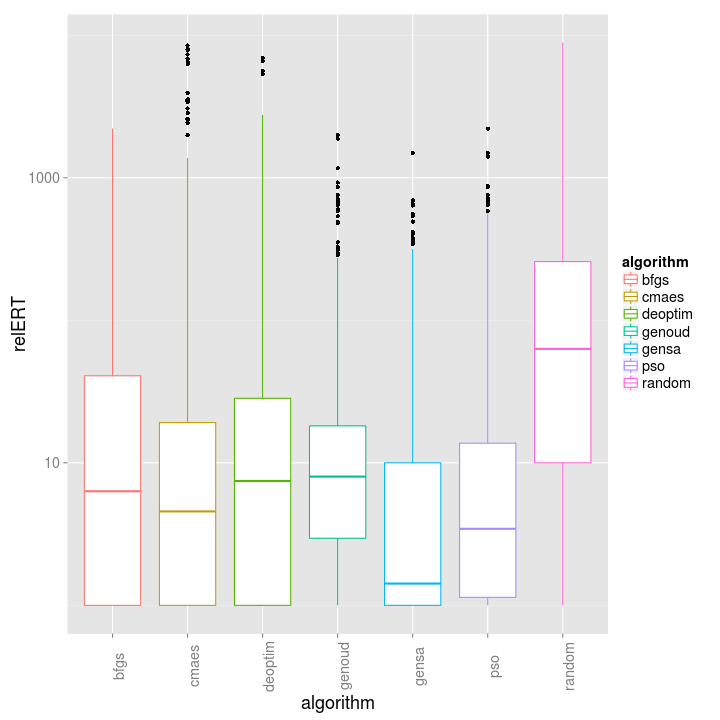 relERT
1000
10
bfgs
cmaes
deoptim
genoud
gensa
pso
random
algorithm
algorithm
bfgs
cmaes
deoptim
genoud
gensa
pso
random